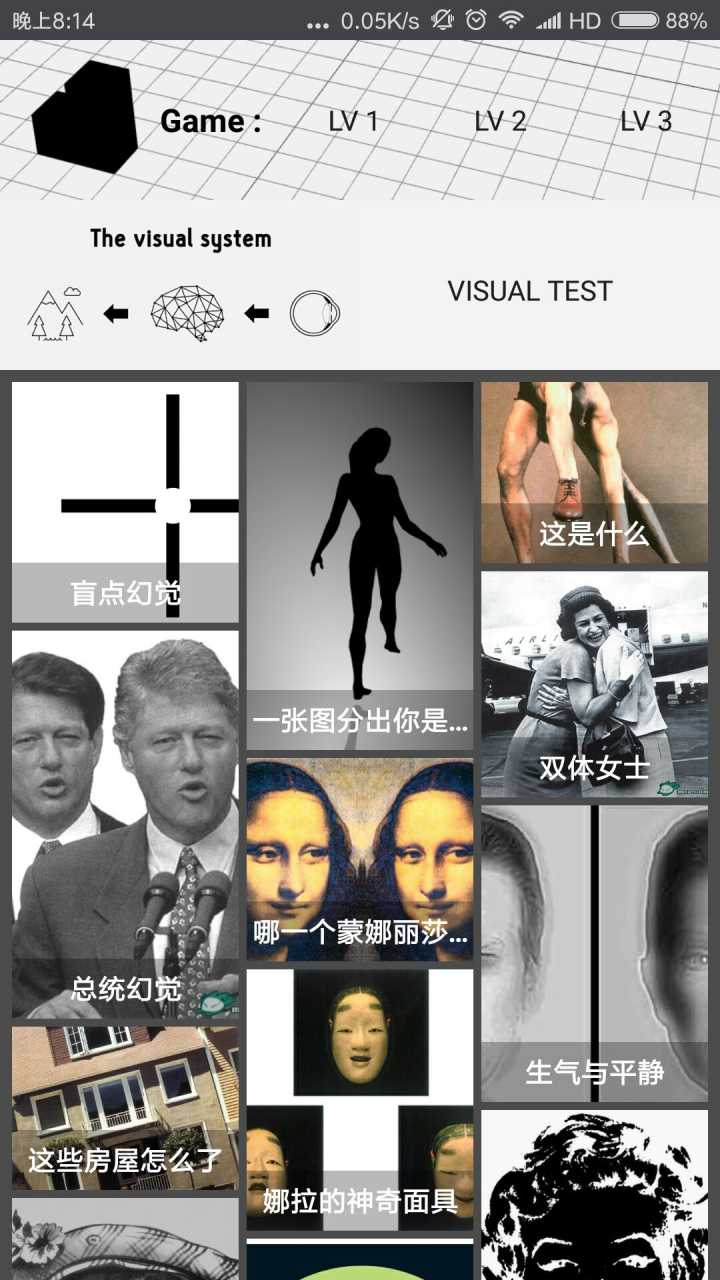 晚上8:14
... 0.05K/s HD 88%
Game : LV 1 LV 2 LV 3
The visual system
VISUAL TEST
盲点幻觉
一张图分出你是...
这是什么
AIRLI
双体女士
总统幻觉
哪一个蒙娜丽莎...
生气与平静
这些房屋怎么了
娜拉的神奇面具